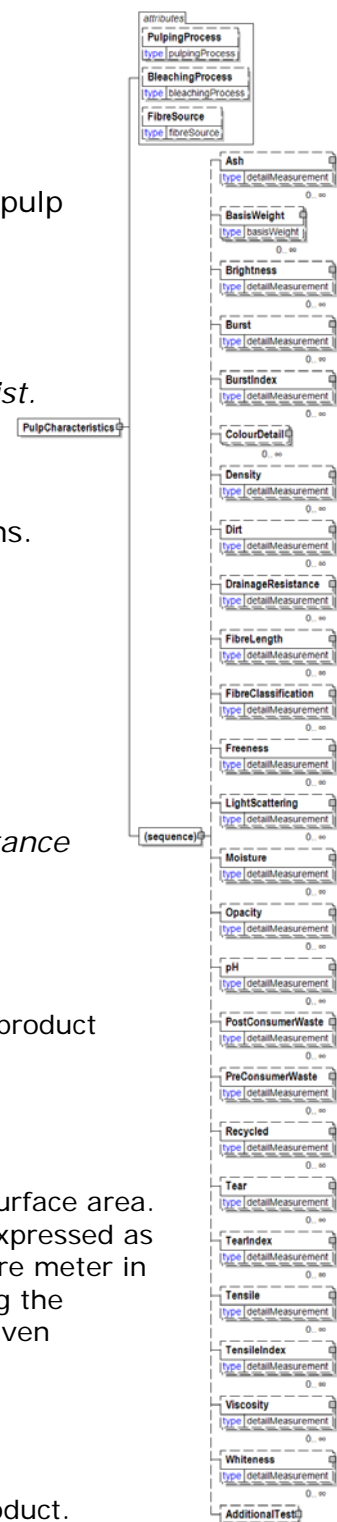 attributes
PulpingProcess
type pulpingProcess
BleachingProcess
type bleachingProcess
FibreSource
type fibreSource
pulp
ist.
PulpCharacteristics
ns.
tance
product
urface area.
xpressed as
re meter in
g the
ven
oduct.
(sequence)
Ash
type detailMeasurement
0.. ∞
BasisWeight
type basisWeight
0.. ∞
Brightness
type detailMeasurement
0.. ∞
Burst
type detailMeasurement
0.. ∞
BurstIndex
type detailMeasurement
0.. ∞
ColourDetail
0.. ∞
Density
type detailMeasurement
0.. ∞
Dirt
type detailMeasurement
0.. ∞
DrainageResistance
type detailMeasurement
0.. ∞
FibreLength
type detailMeasurement
0.. ∞
FibreClassification
type detailMeasurement
0.. ∞
Freeness
type detailMeasurement
0.. ∞
LightScattering
type detailMeasurement
0.. ∞
Moisture
type detailMeasurement
0.. ∞
Opacity
type detailMeasurement
0.. ∞
pH
type detailMeasurement
0.. ∞
PostConsumerWaste
type detailMeasurement
0.. ∞
PreConsumerWaste
type detailMeasurement
0.. ∞
Recycled
type detailMeasurement
0.. ∞
Tear
type detailMeasurement
0.. ∞
TearIndex
type detailMeasurement
0.. ∞
Tensile
type detailMeasurement
0.. ∞
TensileIndex
type detailMeasurement
0.. ∞
Viscosity
type detailMeasurement
0.. ∞
Whiteness
type detailMeasurement
0.. ∞
AdditionalTest